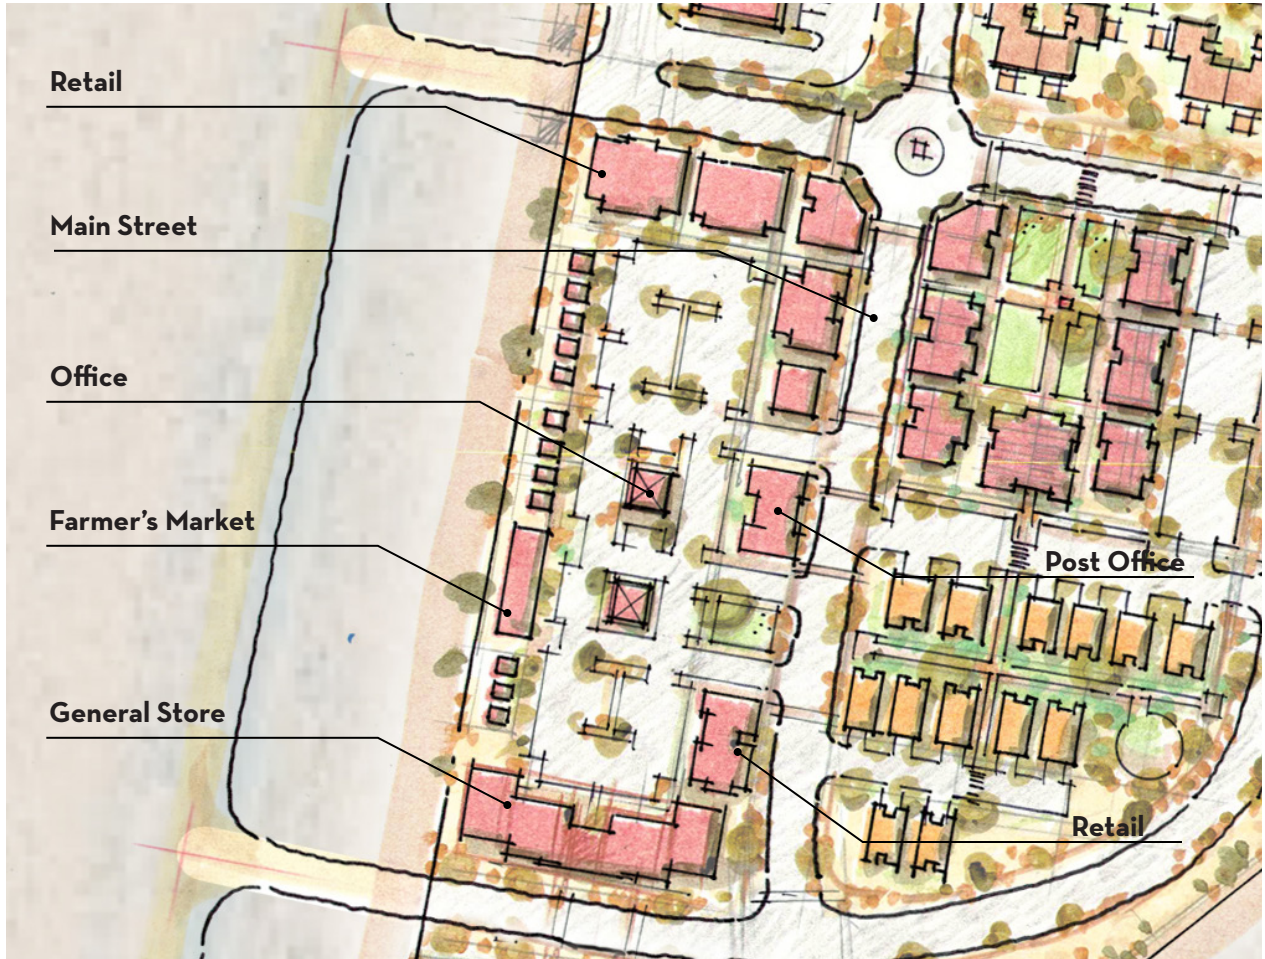 Retail
Main Street
Office
Farmer's Market
Post Office
General Store
Retail